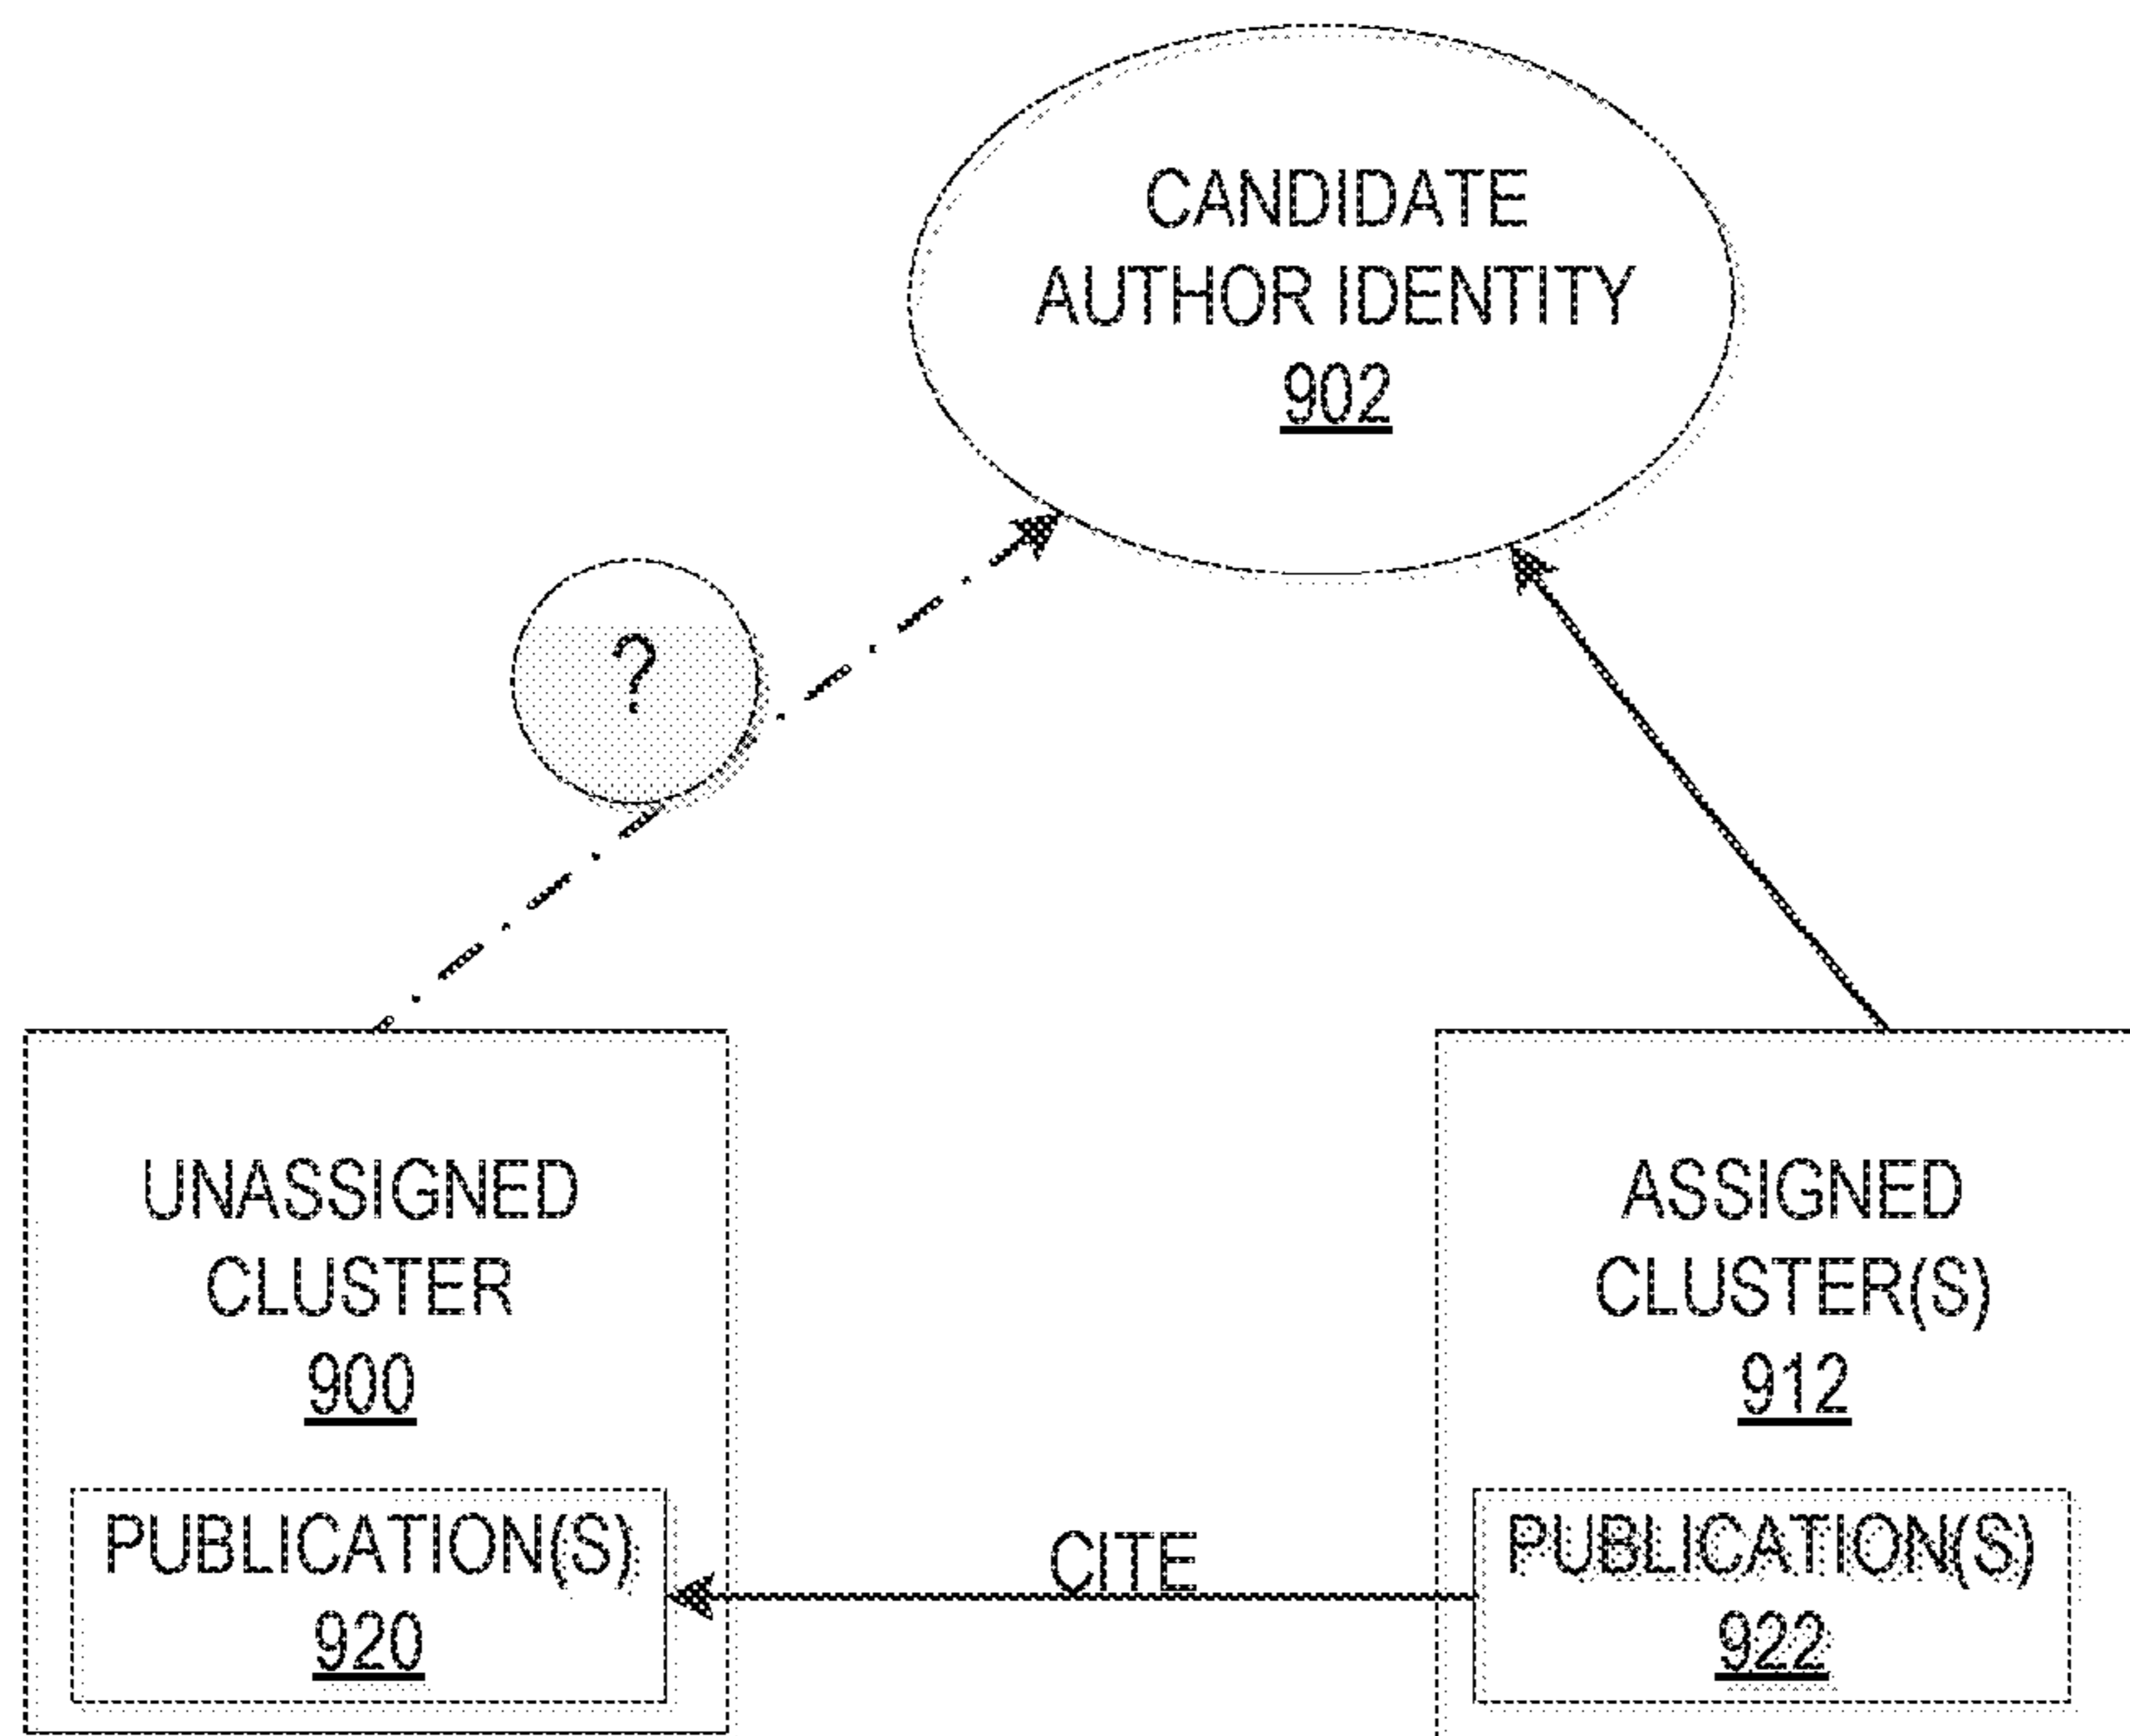 CANDIDATE
AUTHOR IDENTITY
902
?
UNASSIGNED
CLUSTER
900
PUBLICATION(S)
920
CITE
ASSIGNED
CLUSTER(S)
912
PUBLICATION(S)
922